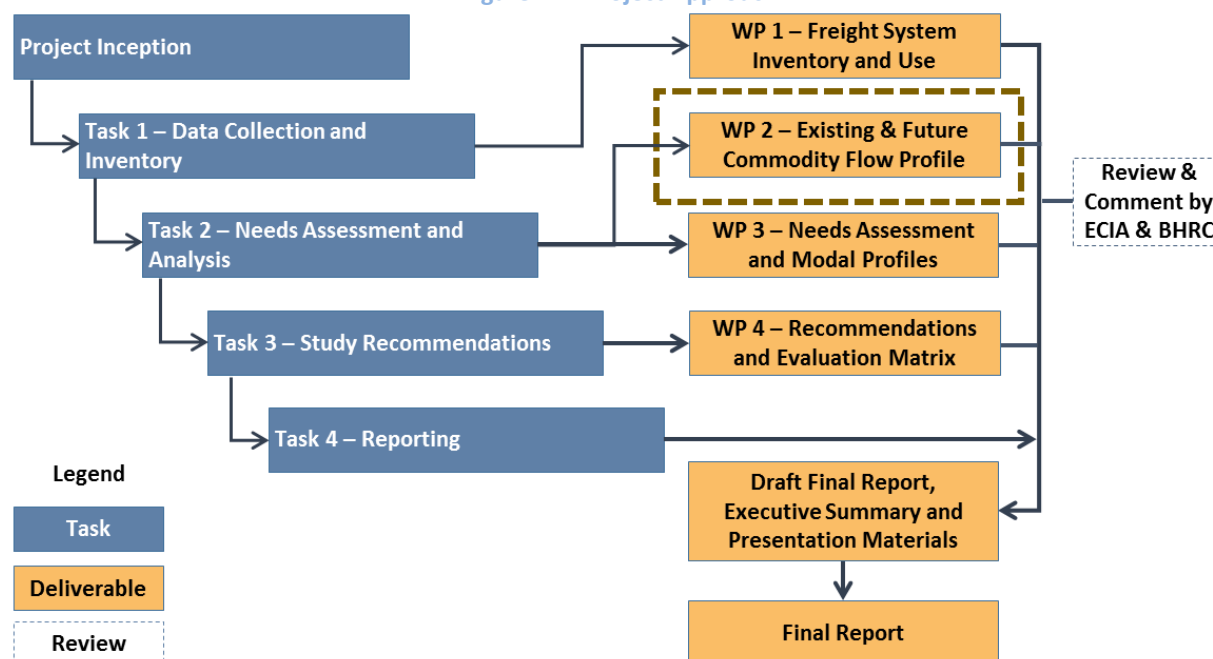 Project Inception
WP 1 – Freight System
Inventory and Use
Task 1 – Data Collection and
Inventory
WP 2 – Existing & Future
Commodity Flow Profile
Review &
Comment by
ECIA & BHRC
Task 2 – Needs Assessment and
Analysis
WP 3 – Needs Assessment
and Modal Profiles
Task 3 – Study Recommendations
WP 4 – Recommendations
and Evaluation Matrix
Task 4 – Reporting
Legend
Task
Deliverable
Review
Draft Final Report,
Executive Summary and
Presentation Materials
Final Report